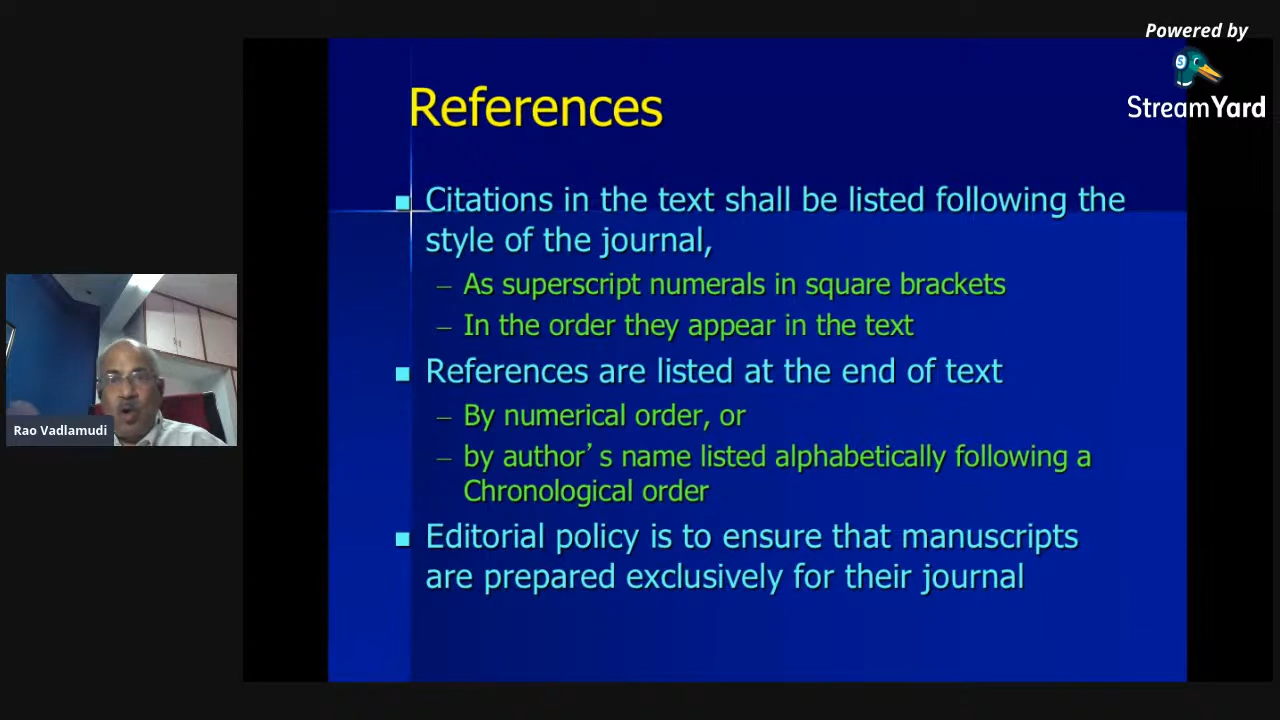 Powered by
StreamYard
References
Citations in the text shall be listed following the
style of the journal,
– As superscript numerals in square brackets
– In the order they appear in the text
References are listed at the end of text
– By numerical order, or
– by author’s name listed alphabetically following a
Chronological order
Editorial policy is to ensure that manuscripts
are prepared exclusively for their journal
Rao Vadlamudi